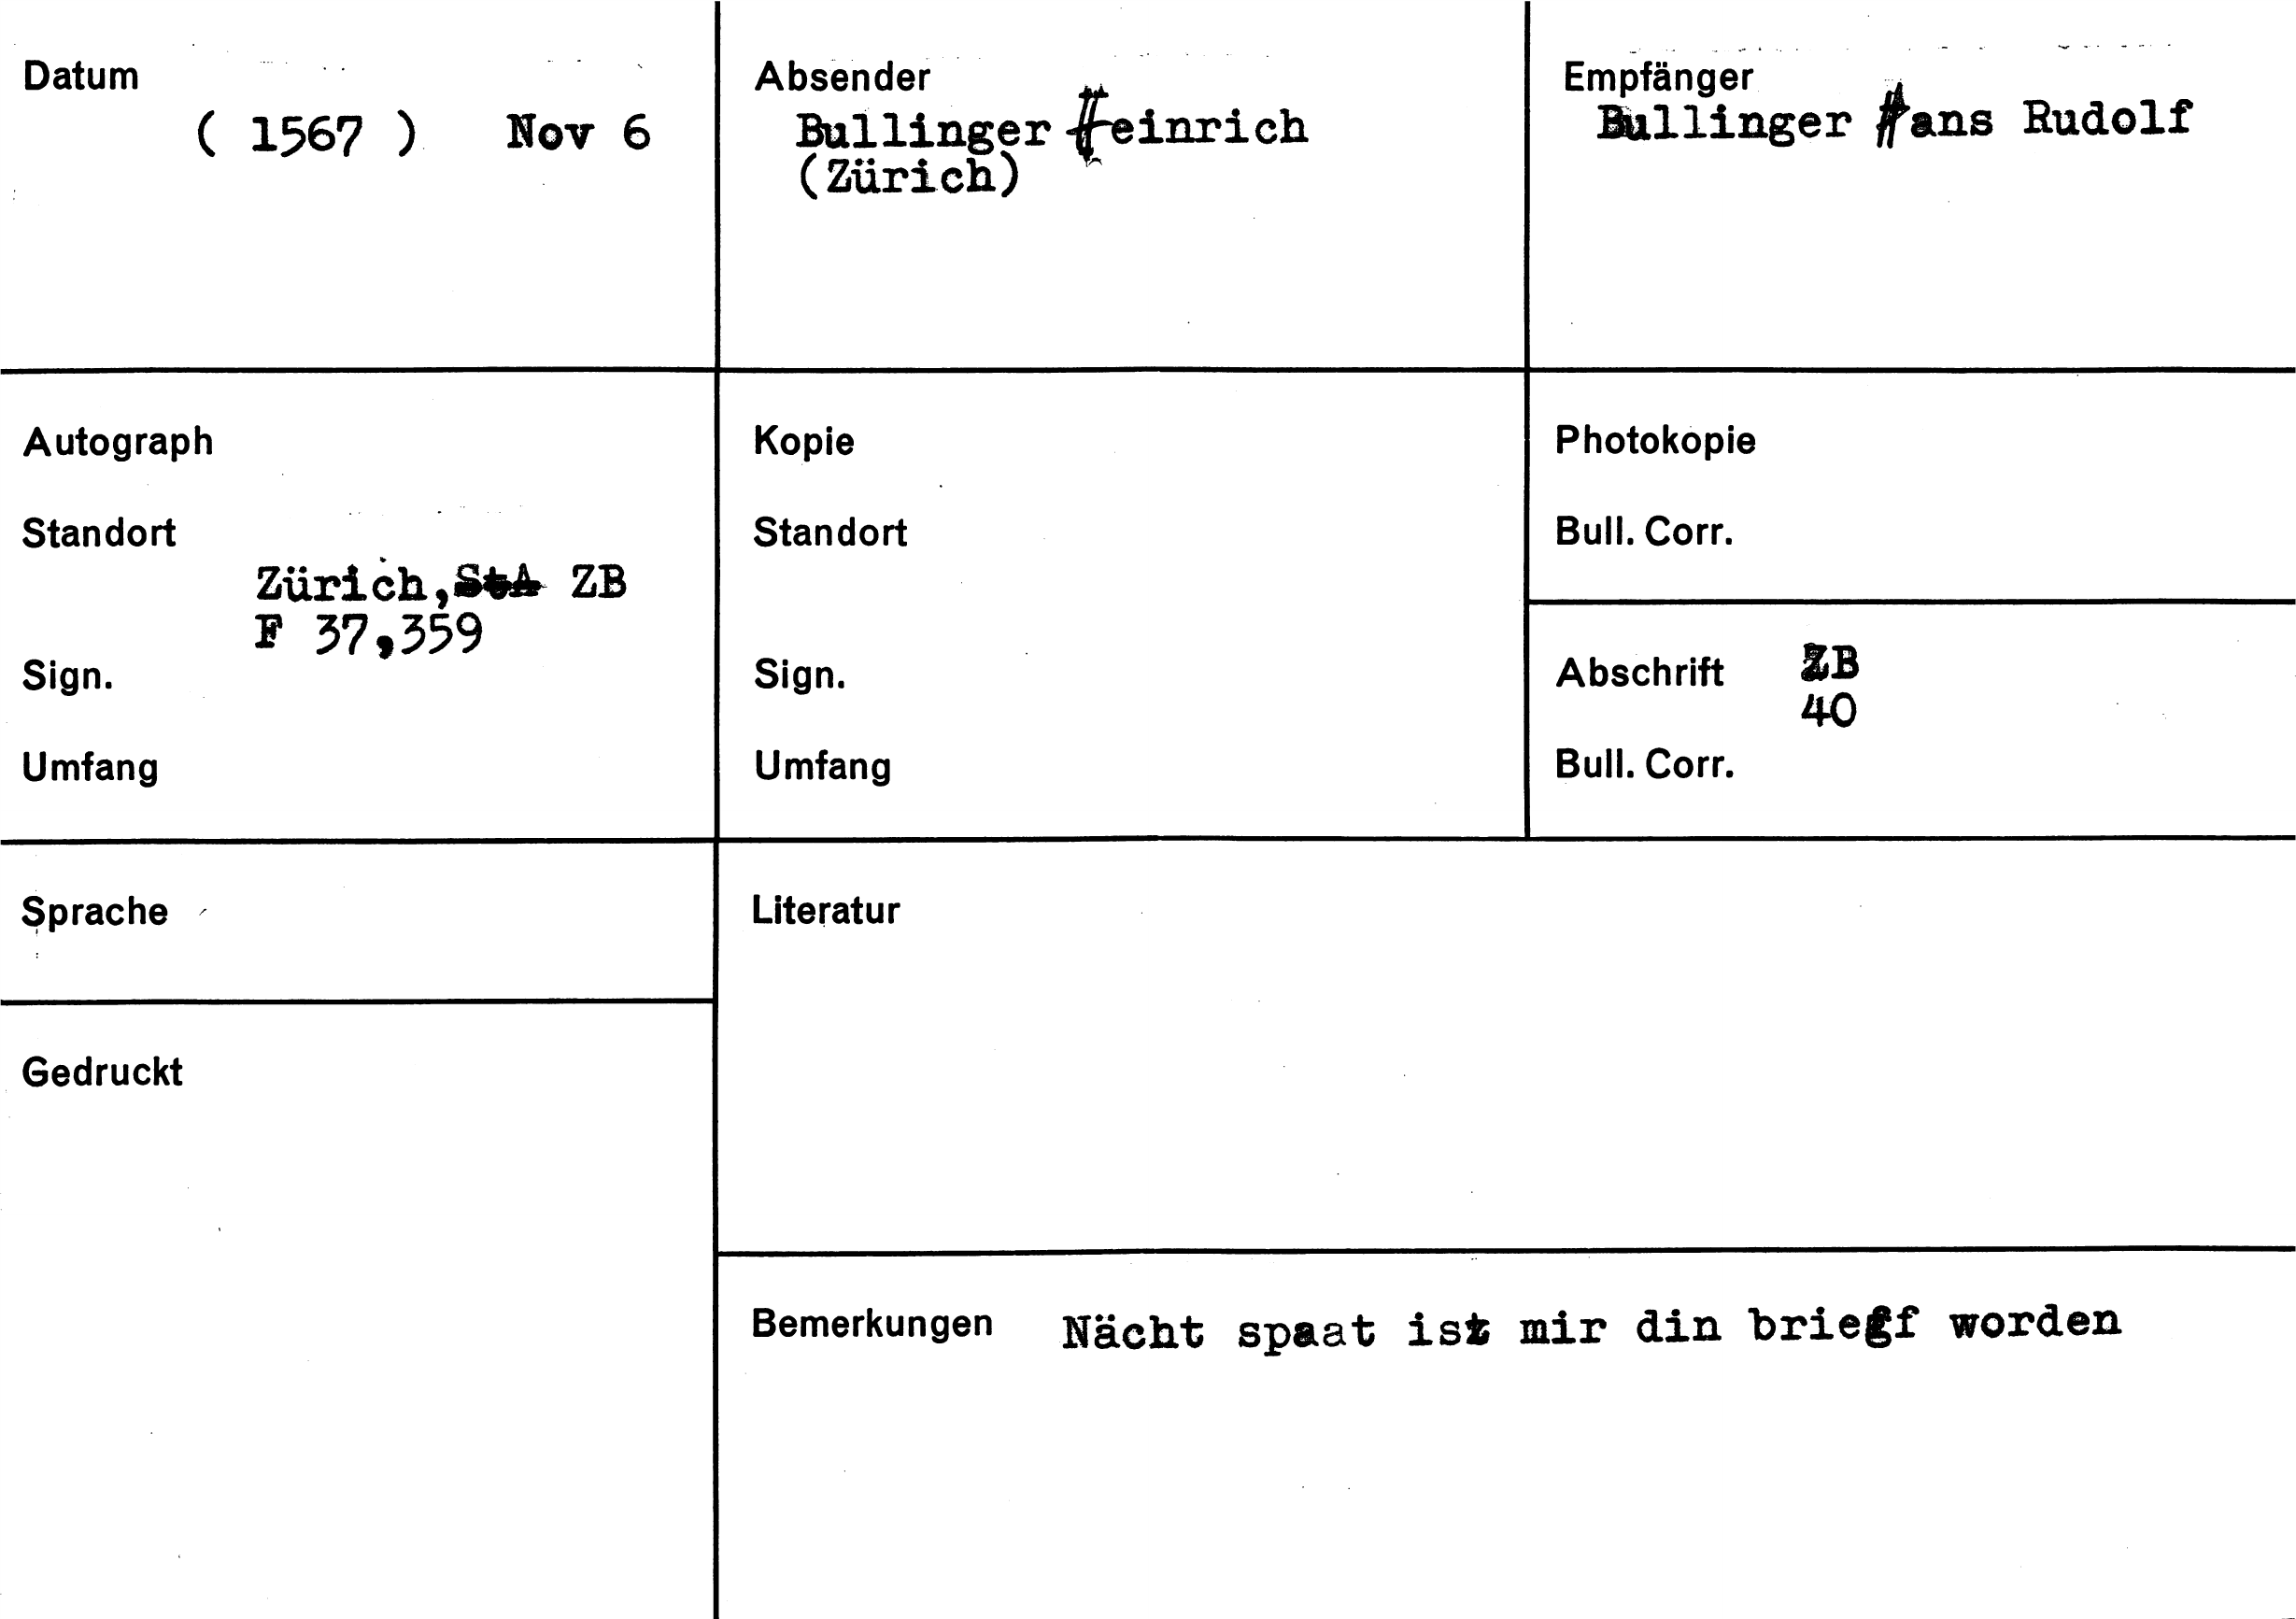 Datum
( 1567 ) Nov 6
Absender
Bullinger Heinrich
(Zürich)
Empfänger
Bullinger Hans Rudolf
Autograph
Standort
Zürich, StA ZB
F 37,359
Sign.
Umfang
Kopie
Standort
Sign.
Umfang
Photokopie
Bull. Corr.
Abschrift ZB
40
Bull. Corr.
Sprache
Gedruckt
Literatur
Bemerkungen Nächt spaat ist mir din brieff worden